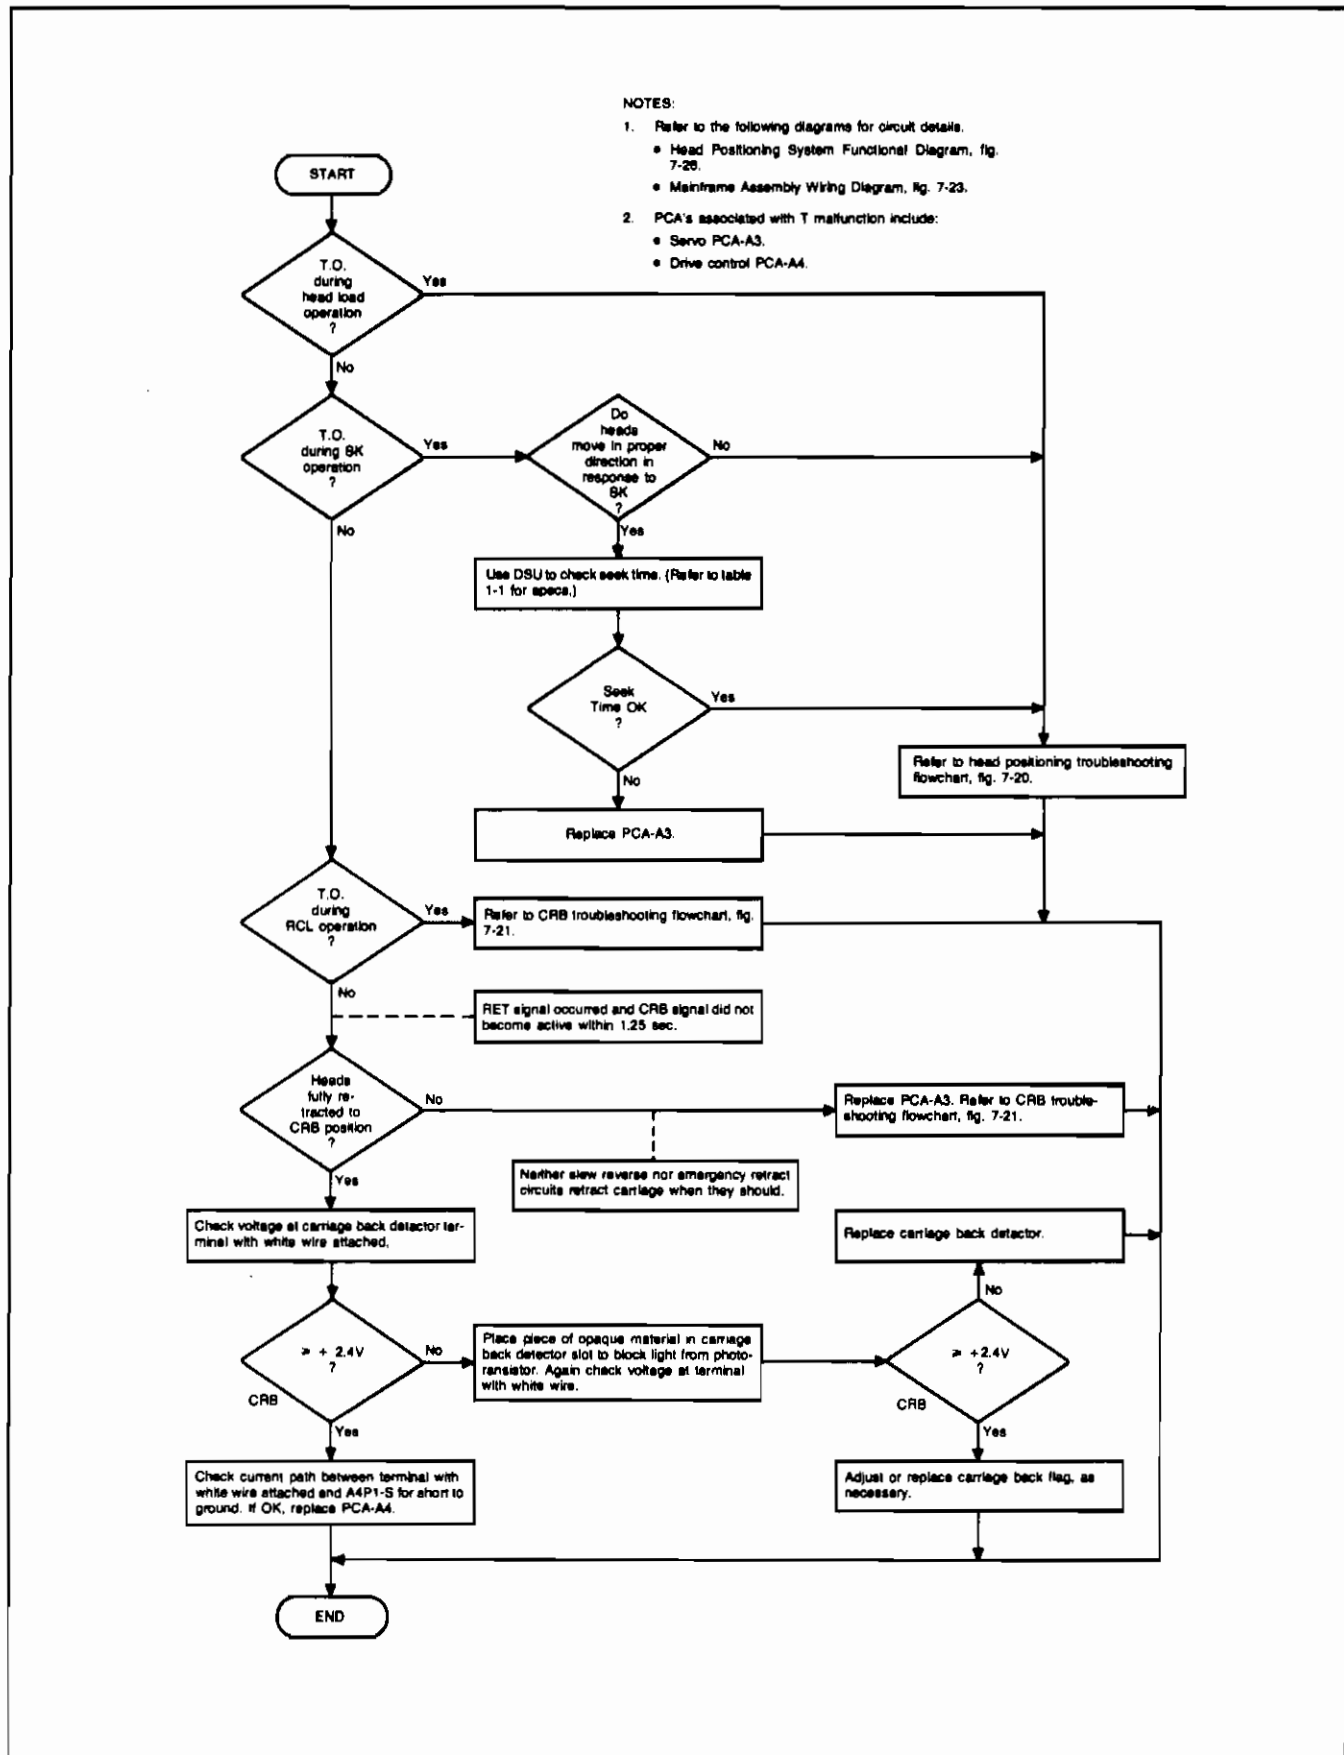 NOTES:
1. Refer to the following diagrams for circuit details.
• Head Positioning System Functional Diagram, fig.
7-26.
• Mainframe Assembly Wiring Diagram, fig. 7-23.
2. PCA's associated with T malfunction include:
• Servo PCA-A3.
• Drive control PCA-A4.
START
T.O.
during
head load
operation
?
Yes
No
T.O.
during SK
operation
?
Yes
No
Do
heads
move in proper
direction in
response to
SK
?
No
Yes
Use DSU to check seek time. (Refer to table
1-1 for specs.)
Seek
Time OK
?
Yes
No
Refer to head positioning troubleshooting
flowchart, fig. 7-20.
Replace PCA-A3.
T.O.
during
RCL operation
?
Yes
No
Refer to CRB troubleshooting flowchart, fig.
7-21.
RET signal occurred and CRB signal did not
become active within 1.25 sec.
Heads
fully re-
tracted to
CRB position
?
No
Yes
Replace PCA-A3. Refer to CRB trouble-
shooting flowchart, fig. 7-21.
Neither slew reverse nor emergency retract
circuits retract carriage when they should.
Check voltage at carriage back detector ter-
minal with white wire attached.
Replace carriage back detector.
No
≥ + 2.4V
?
CRB
No
Yes
Place piece of opaque material in carriage
back detector slot to block light from photo-
transistor. Again check voltage at terminal
with white wire.
≥ +2.4V
?
CRB
Yes
Check current path between terminal with
white wire attached and A4P1-S for short to
ground. If OK, replace PCA-A4.
Adjust or replace carriage back flag, as
necessary.
END